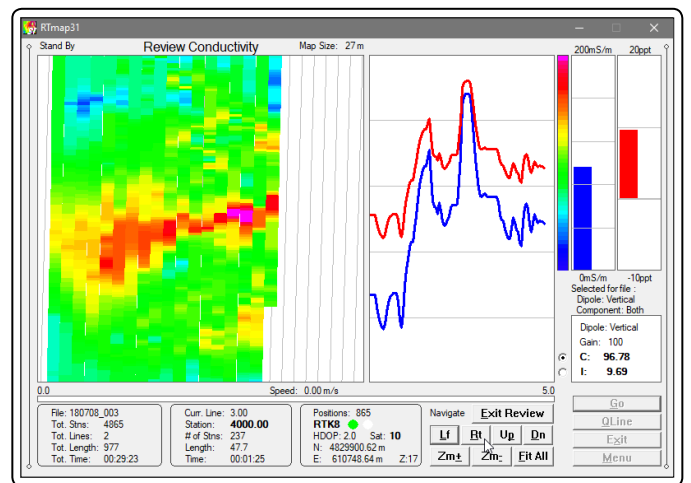 RTmap31
Stand By Review Conductivity Map Size: 27 m
200mS/m 20ppt
0mS/m -10ppt
Selected for file :
Dipole: Vertical
Component: Both
Dipole: Vertical
Gain: 100
C: 96.78
I: 9.69
0.0 Speed: 0.00 m/s 5.0
File: 180708_003
Tot. Stns: 4865
Tot. Lines: 2
Tot. Length: 977
Tot. Time: 00:29:23
Curr. Line: 3.00
Station: 4000.00
# of Stns: 237
Length: 47.7
Time: 00:01:25
Positions: 865
RTK8
HDOP: 2.0 Sat: 10
N: 4829900.62 m
E: 610748.64 m Z:17
Navigate Exit Review
Lf Rt Up Dn
Zm+ Zm- Fit All
Go
QLine
Exit
Menu